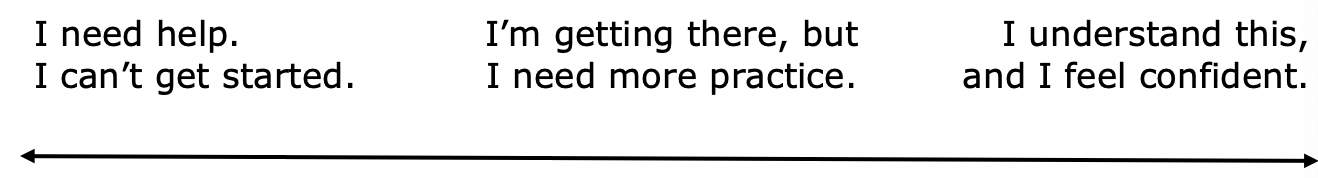 I need help.
I can’t get started.
I’m getting there, but
I need more practice.
I understand this,
and I feel confident.